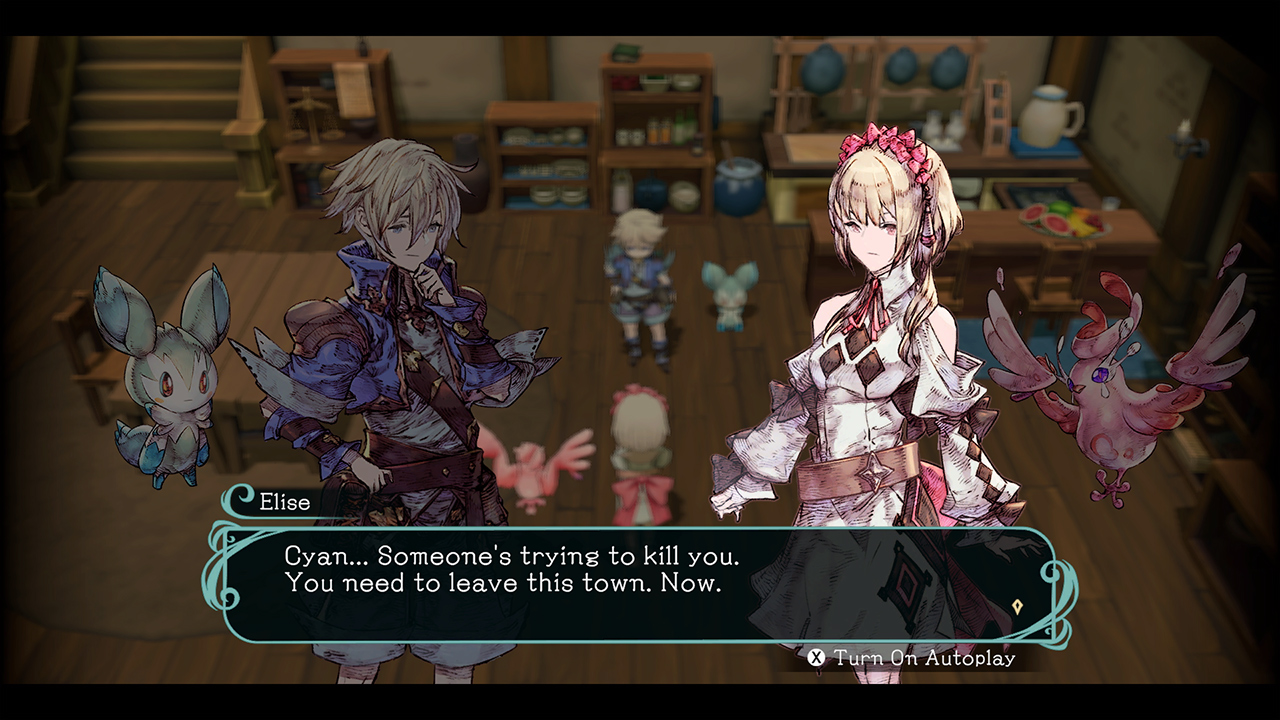 Elise
Cyan... Someone's trying to kill you.
You need to leave this town. Now.
X Turn On Autoplay